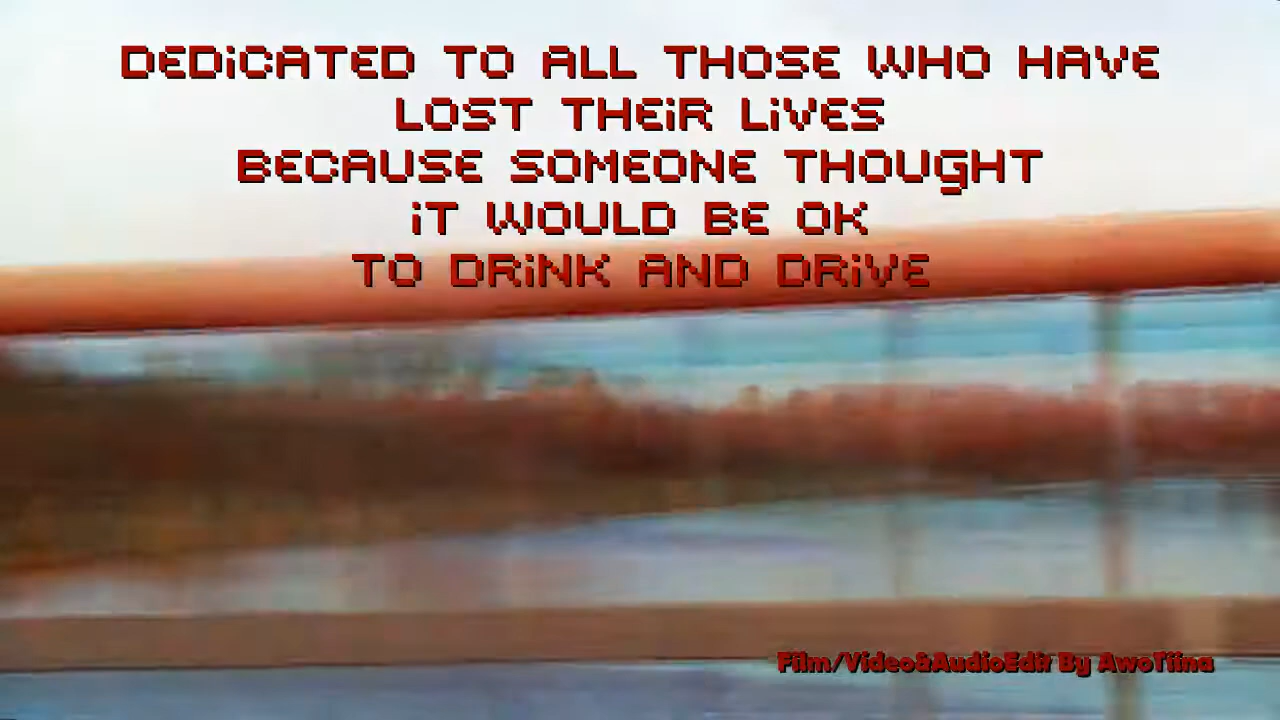 DEDiCATED TO ALL THOSE WHO HAVE
LOST THEiR LiVES
BECAUSE SOMEONE THOUGHT
iT WOULD BE OK
TO DRiNK AND DRiVE
Film/Video&AudioEdit By AwoTiina